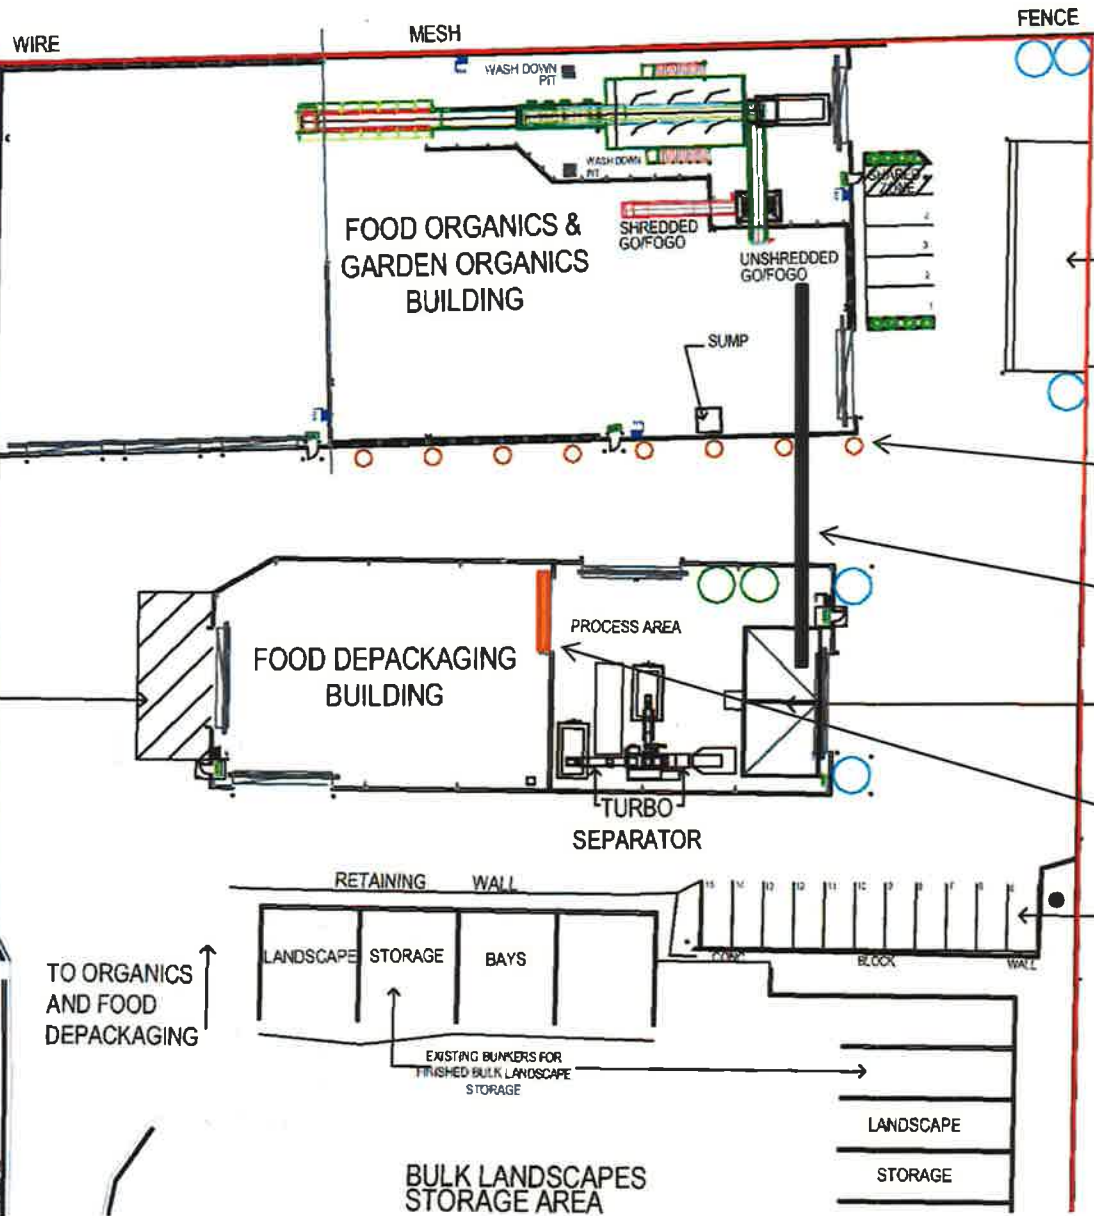 WIRE
MESH
FENCE
WASH DOWN
PIT
WASH DOWN
PIT
SHARED
ZONE
FOOD ORGANICS &
GARDEN ORGANICS
BUILDING
SHREDDED
GO/FOGO
UNSHREDDED
GO/FOGO
SUMP
PROCESS AREA
FOOD DEPACKAGING
BUILDING
TURBO
SEPARATOR
RETAINING WALL
LANDSCAPE STORAGE BAYS
CONC BLOCK WALL
TO ORGANICS
AND FOOD
DEPACKAGING
EXISTING BUNKERS FOR
FINISHED BULK LANDSCAPE
STORAGE
LANDSCAPE
STORAGE
BULK LANDSCAPES
STORAGE AREA